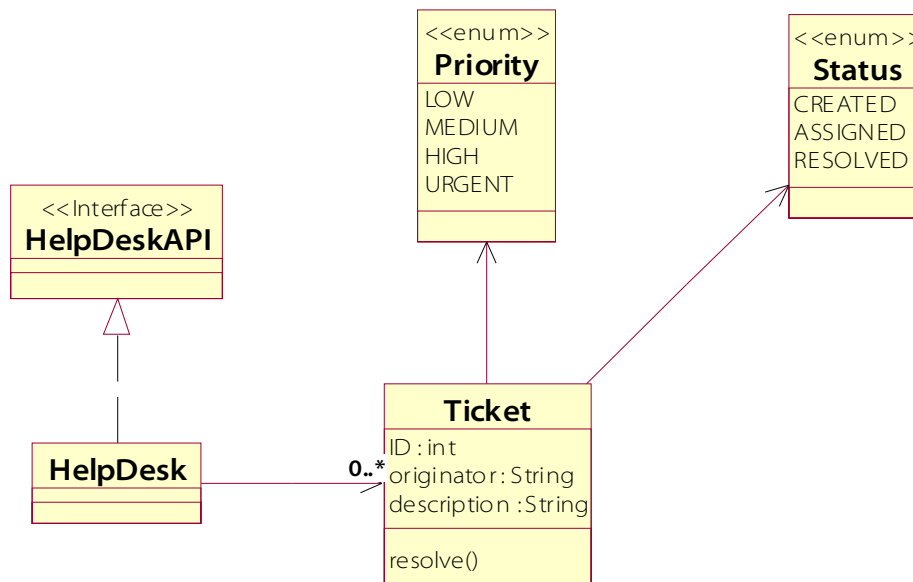 <<enum>>
Priority
LOW
MEDIUM
HIGH
URGENT
<<enum>>
Status
CREATED
ASSIGNED
RESOLVED
<<Interface>>
HelpDeskAPI
HelpDesk
0..*
Ticket
ID : int
originator : String
description : String
resolve()